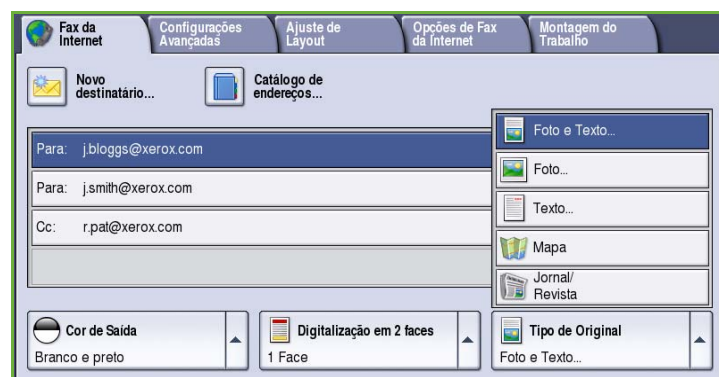 Fax da
Internet
Configurações
Avançadas
Ajuste de
Layout
Opções de Fax
da Internet
Montagem do
Trabalho
Novo
destinatário...
Catálogo de
endereços...
Para: j.bloggs@xerox.com
Para: j.smith@xerox.com
Cc: r.pat@xerox.com
Foto e Texto...
Foto...
Texto...
Mapa
Jornal/
Revista
Cor de Saída
Branco e preto
Digitalização em 2 faces
1 Face
Tipo de Original
Foto e Texto...